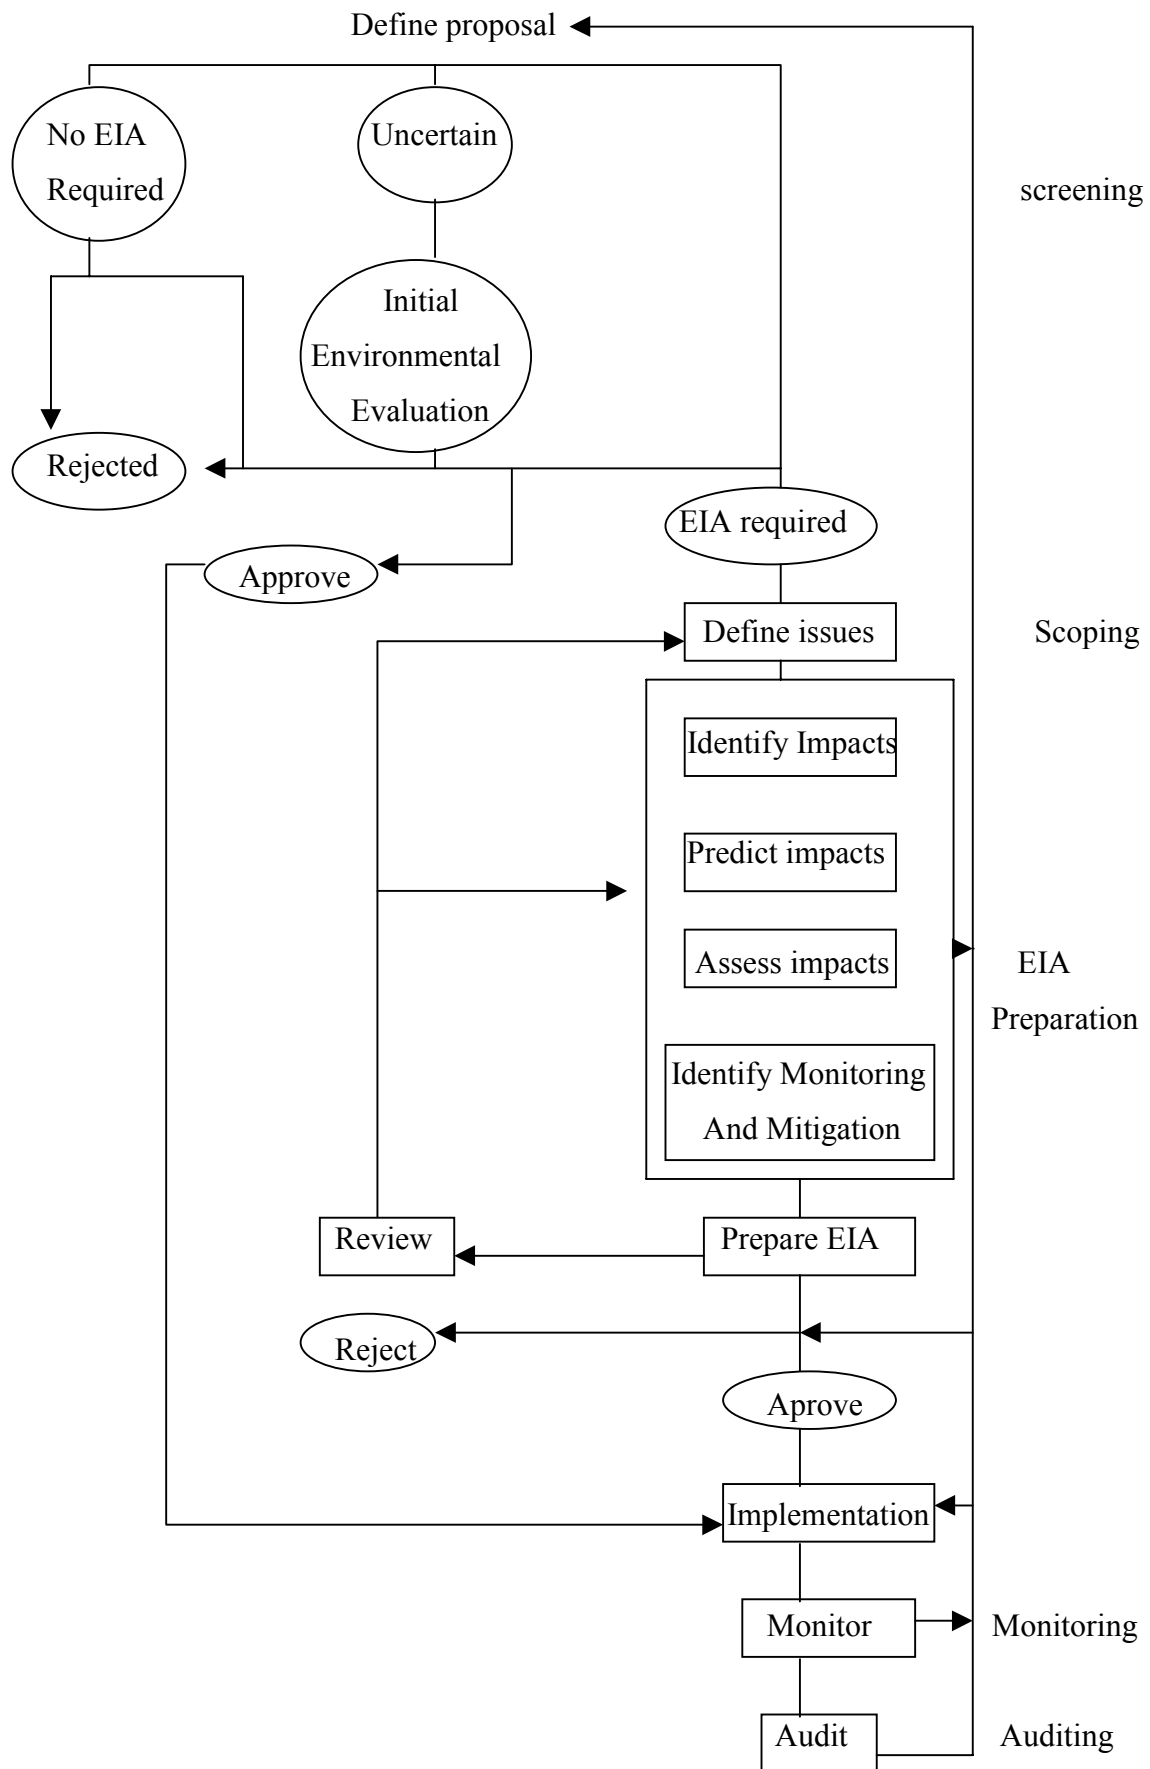 Define proposal
No EIA
Required
Uncertain
screening
Initial
Environmental
Evaluation
Rejected
EIA required
Approve
Define issues
Scoping
Identify Impacts
Predict impacts
Assess impacts
EIA
Preparation
Identify Monitoring
And Mitigation
Review
Prepare EIA
Reject
Aprove
Implementation
Monitor
Monitoring
Audit
Auditing